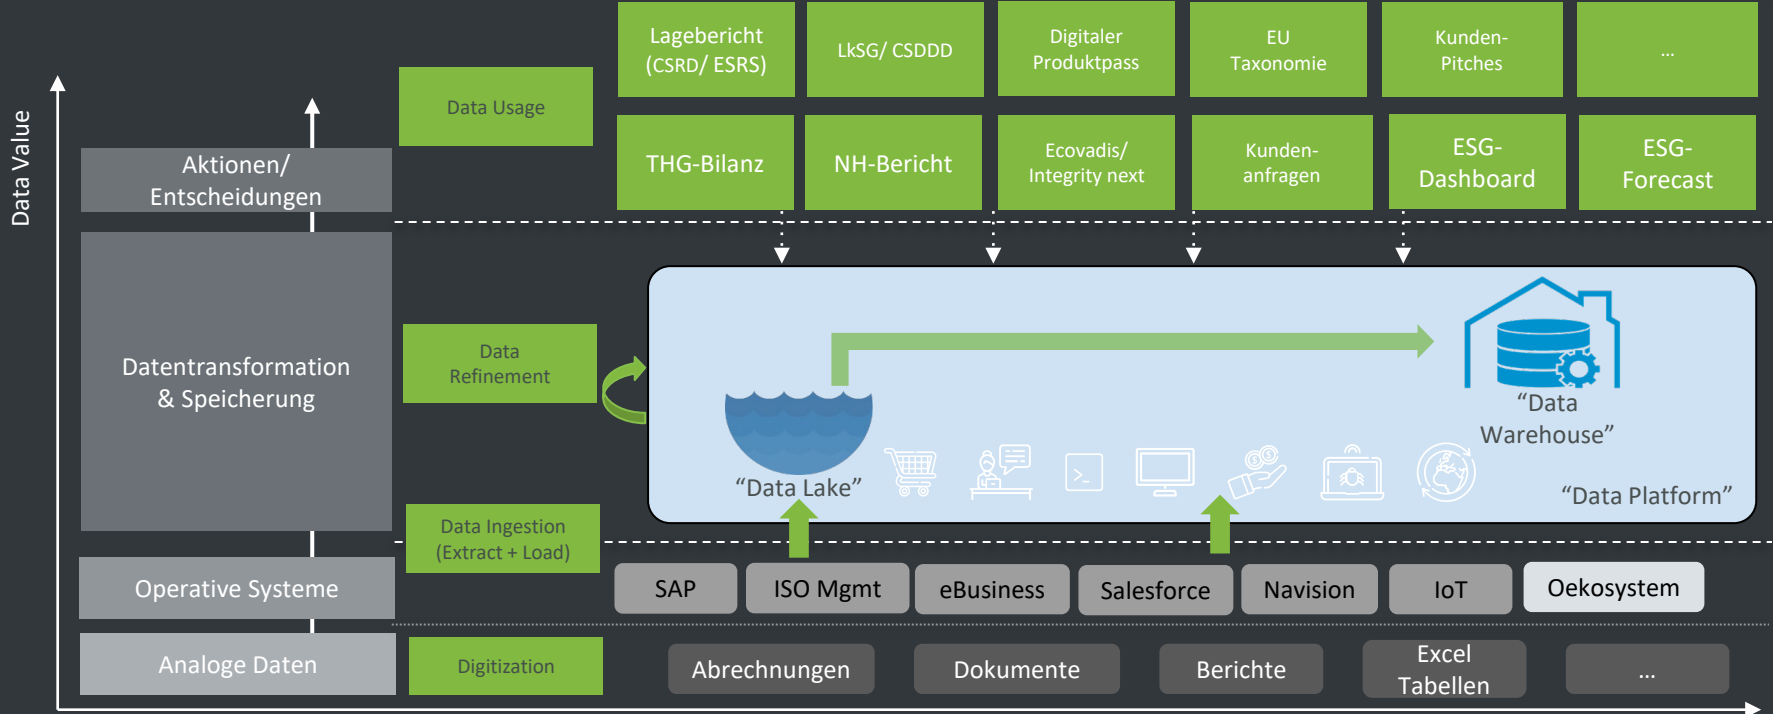 Data Value
Aktionen/
Entscheidungen
Datentransformation
& Speicherung
Operative Systeme
Analoge Daten
Data Usage
Data
Refinement
Data Ingestion
(Extract + Load)
Digitization
Lagebericht
(CSRD/ ESRS)
LkSG/ CSDDD
Digitaler
Produktpass
EU
Taxonomie
Kunden-
Pitches
...
THG-Bilanz
NH-Bericht
Ecovadis/
Integrity next
Kunden-
anfragen
ESG-
Dashboard
ESG-
Forecast
“Data Lake”
“Data
Warehouse”
“Data Platform”
SAP
ISO Mgmt
eBusiness
Salesforce
Navision
IoT
Oekosystem
Abrechnungen
Dokumente
Berichte
Excel
Tabellen
...